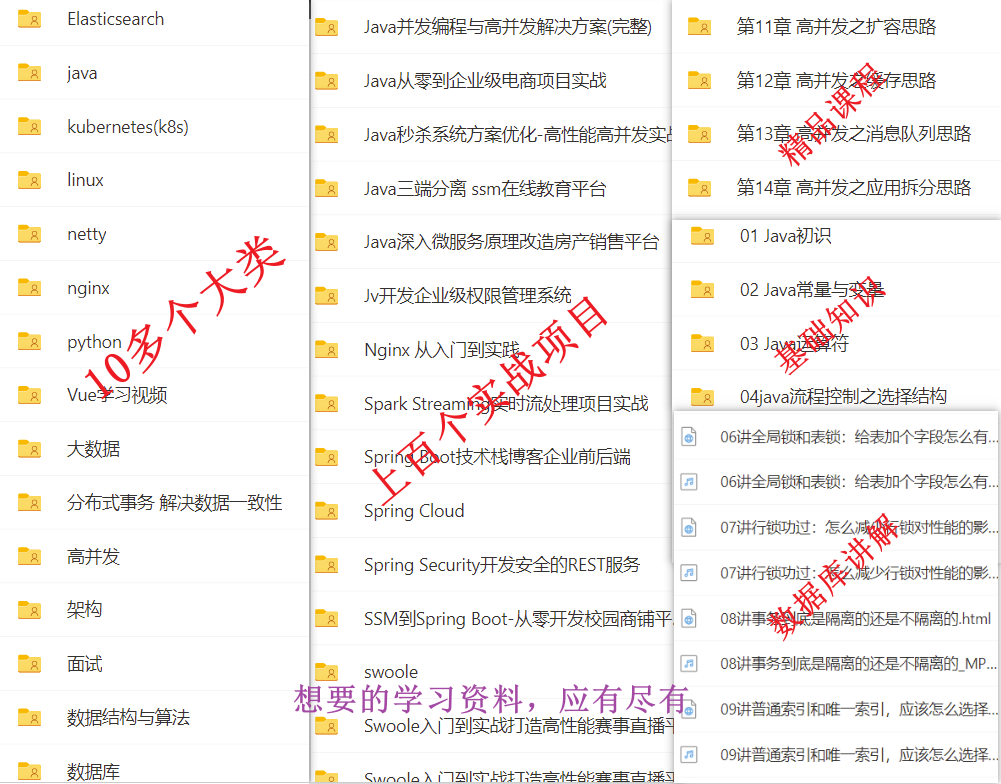 Elasticsearch
java
kubernetes(k8s)
linux
netty
nginx
python
Vue学习视频
大数据
分布式事务 解决数据一致性
高并发
架构
面试
数据结构与算法
数据库
10多个大类
Java并发编程与高并发解决方案(完整)
Java从零到企业级电商项目实战
Java秒杀系统方案优化-高性能高并发实战
Java三端分离 ssm在线教育平台
Java深入微服务原理改造房产销售平台
Jv开发企业级权限管理系统
Nginx 从入门到实践
Spark Streaming实时流处理项目实战
Spring Boot技术栈博客企业前后端
Spring Cloud
Spring Security开发安全的REST服务
SSM到Spring Boot-从零开发校园商铺平
swoole
Swoole入门到实战打造高性能赛事直播平
Swoole入门到实战打造高性能赛事直播平
上百个实战项目
第11章 高并发之扩容思路
第12章 高并发之缓存思路
第13章 高并发之消息队列思路
第14章 高并发之应用拆分思路
精品课程
01 Java初识
02 Java常量与变量
03 Java运算符
04java流程控制之选择结构
基础知识
06讲全局锁和表锁：给表加个字段怎么有...
06讲全局锁和表锁：给表加个字段怎么有...
07讲行锁功过：怎么减少行锁对性能的影...
07讲行锁功过：怎么减少行锁对性能的影...
08讲事务到底是隔离的还是不隔离的.html
08讲事务到底是隔离的还是不隔离的_MP...
09讲普通索引和唯一索引，应该怎么选择...
09讲普通索引和唯一索引，应该怎么选择...
数据库讲解
想要的学习资料，应有尽有